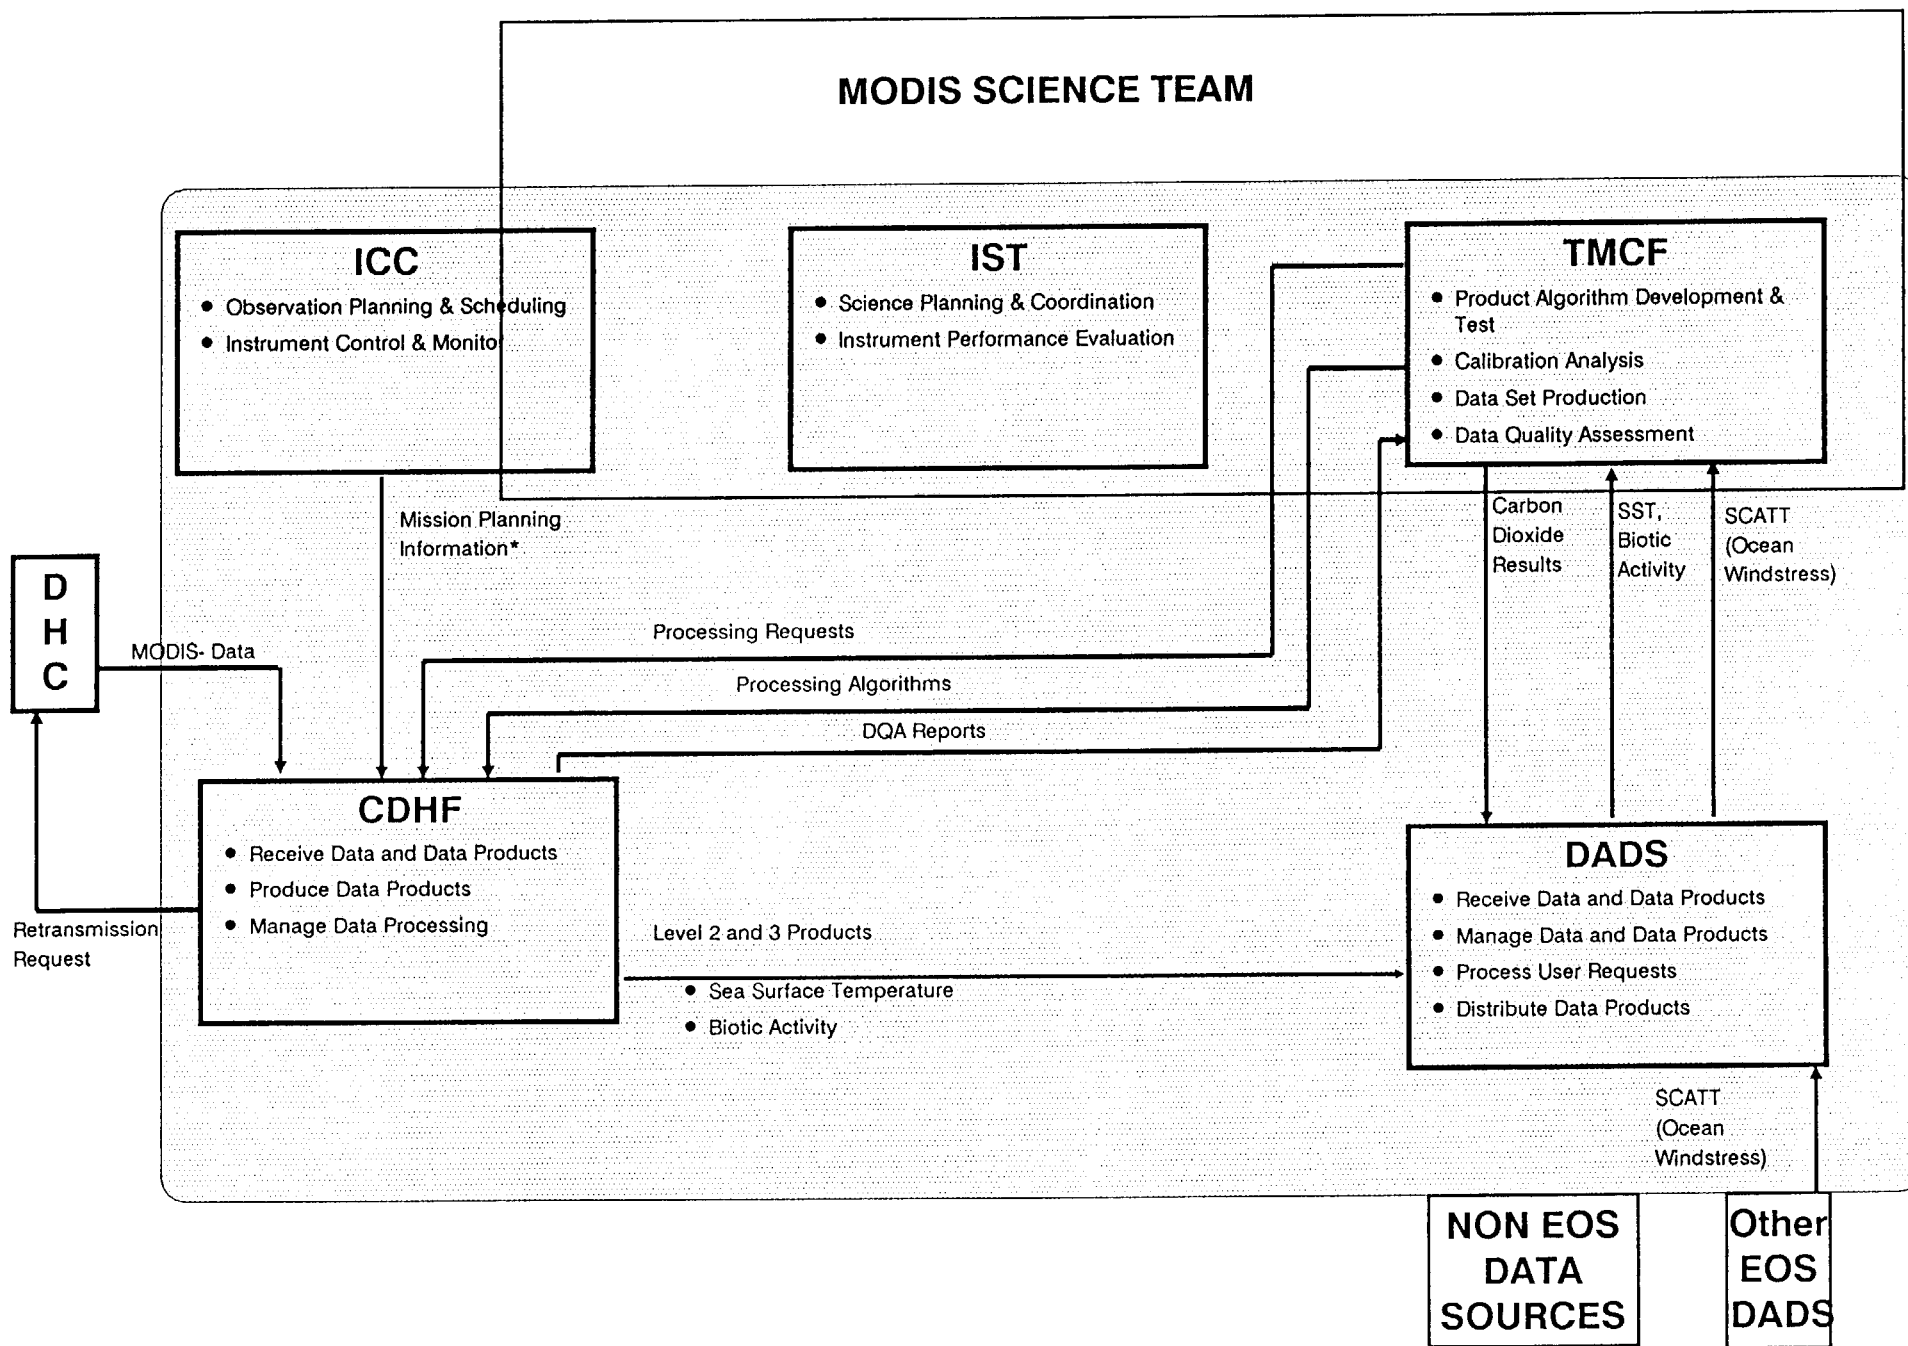 MODIS SCIENCE TEAM
ICC
• Observation Planning & Scheduling
• Instrument Control & Monitor
IST
• Science Planning & Coordination
• Instrument Performance Evaluation
TMCF
• Product Algorithm Development &
Test
• Calibration Analysis
• Data Set Production
• Data Quality Assessment
Mission Planning
Information*
Carbon
Dioxide
Results
SST,
Biotic
Activity
SCATT
(Ocean
Windstress)
D
H
C
MODIS- Data
Processing Requests
Processing Algorithms
DQA Reports
CDHF
• Receive Data and Data Products
• Produce Data Products
• Manage Data Processing
Retransmission
Request
Level 2 and 3 Products
• Sea Surface Temperature
• Biotic Activity
DADS
• Receive Data and Data Products
• Manage Data and Data Products
• Process User Requests
• Distribute Data Products
SCATT
(Ocean
Windstress)
NON EOS
DATA
SOURCES
Other
EOS
DADS